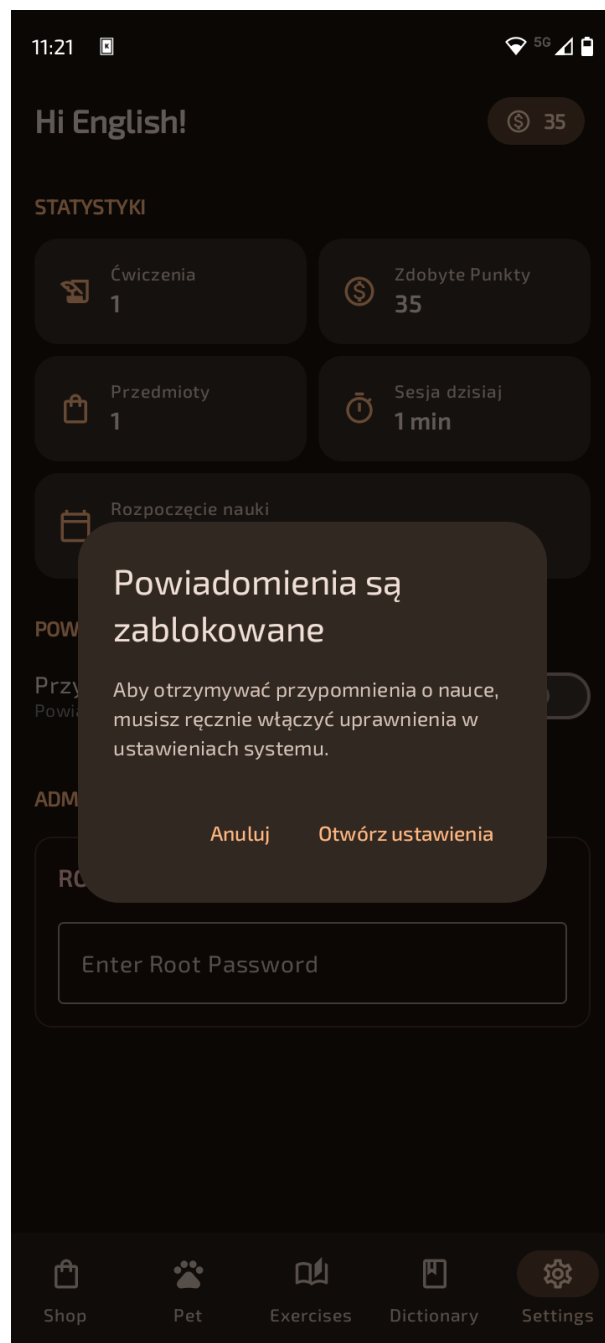 11:21
5G
Hi English!
35
STATYSTYKI
Ćwiczenia
1
Zdobyte Punkty
35
Przedmioty
1
Sesja dzisiaj
1 min
Rozpoczęcie nauki
Powiadomienia są
zablokowane
Aby otrzymywać przypomnienia o nauce,
musisz ręcznie włączyć uprawnienia w
ustawieniach systemu.
Anuluj
Otwórz ustawienia
Enter Root Password
Shop
Pet
Exercises
Dictionary
Settings